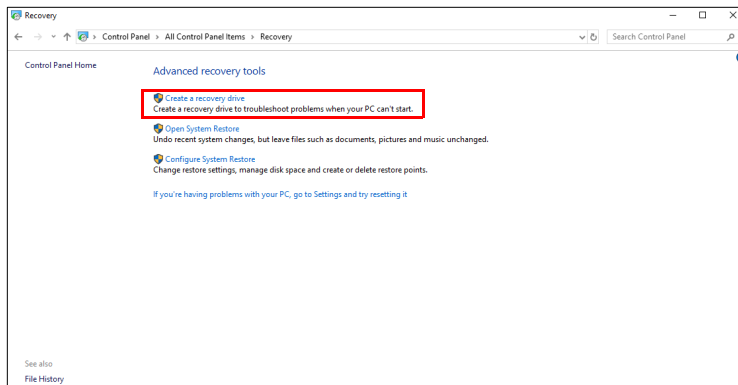 Recovery
Control Panel > All Control Panel Items > Recovery
Search Control Panel
Control Panel Home
Advanced recovery tools
Create a recovery drive
Create a recovery drive to troubleshoot problems when your PC can't start.
Open System Restore
Undo recent system changes, but leave files such as documents, pictures and music unchanged.
Configure System Restore
Change restore settings, manage disk space and create or delete restore points.
If you're having problems with your PC, go to Settings and try resetting it
See also
File History